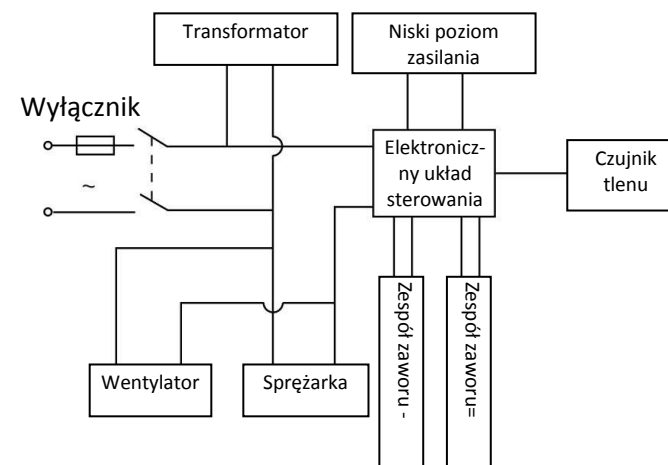 Transformator
Niski poziom
zasilania
Wyłącznik
~
Elektronicz-
ny układ
sterowania
Czujnik
tlenu
Wentylator
Sprężarka
Zespół zaworu -
Zespół zaworu=